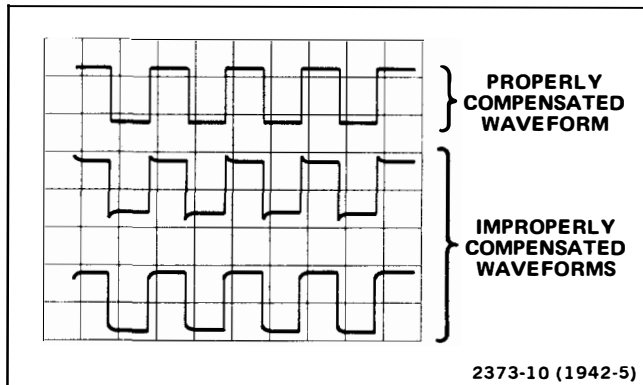 PROPERLY
COMPENSATED
WAVEFORM
IMPROPERLY
COMPENSATED
WAVEFORMS
2373-10 (1942-5)